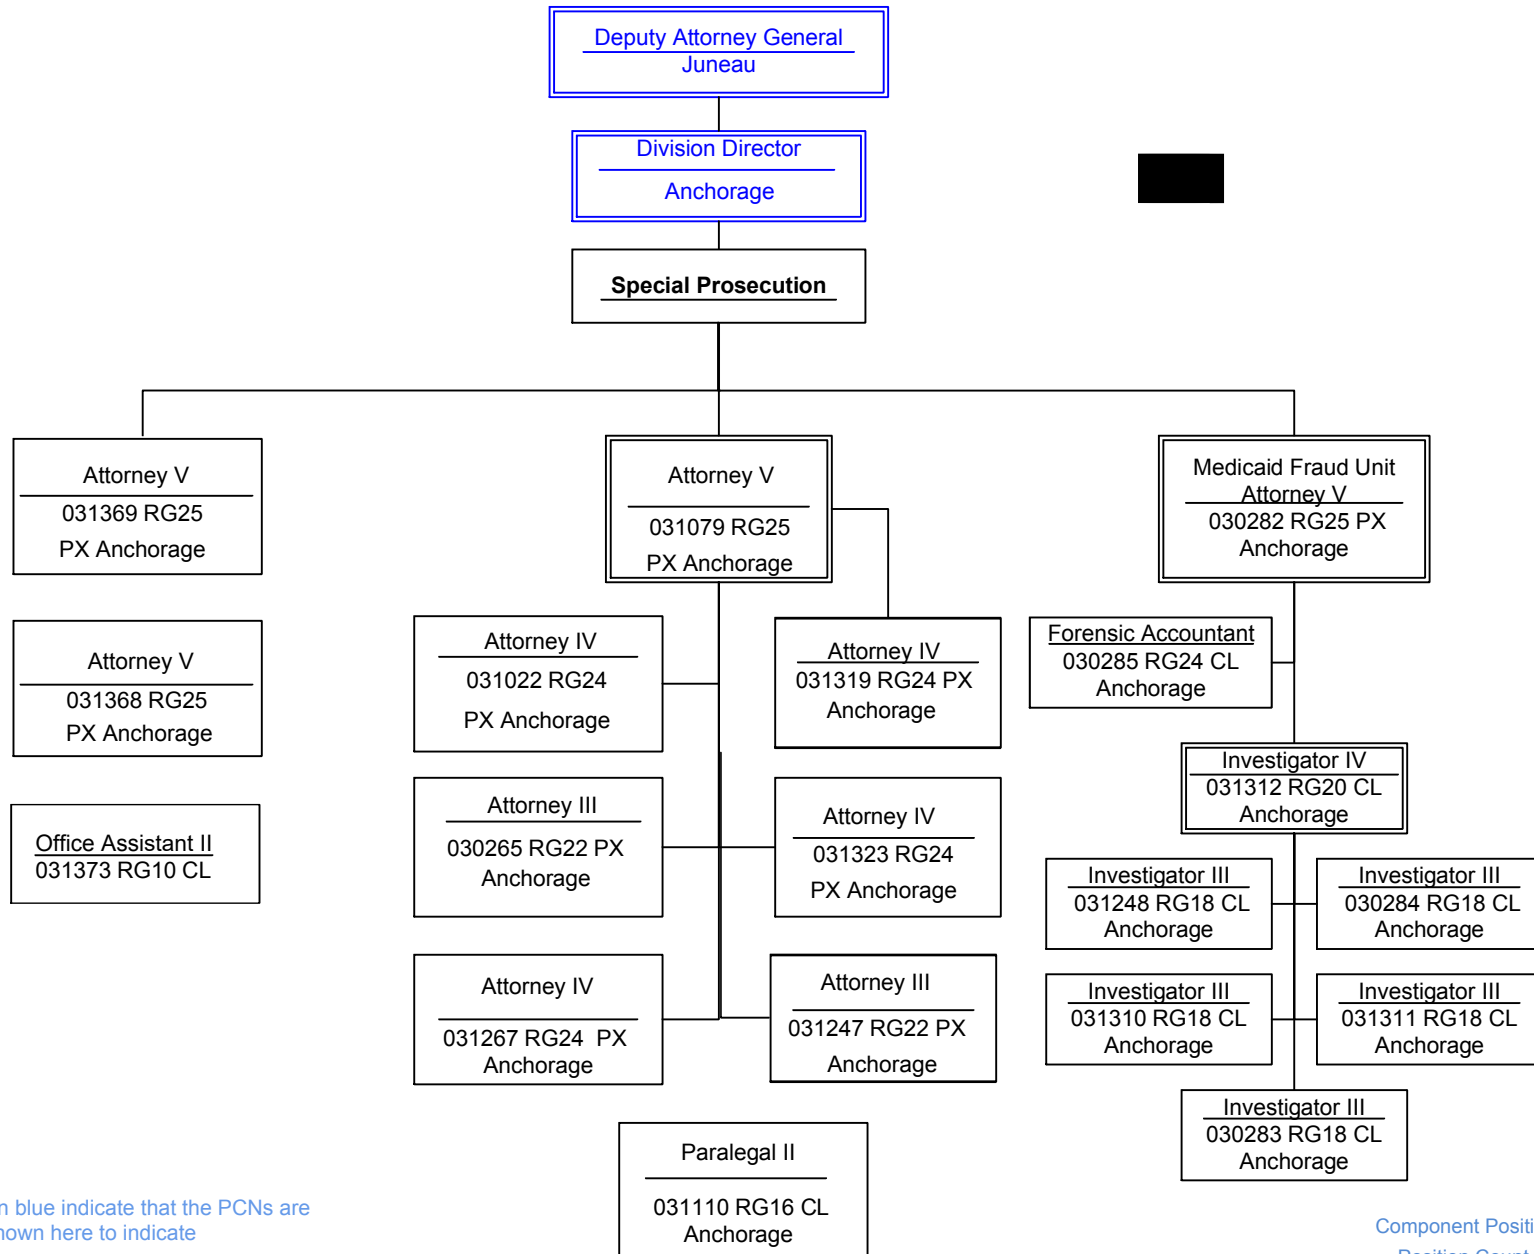 Deputy Attorney General
Juneau
Division Director
Anchorage
Special Prosecution
Attorney V
031369 RG25
PX Anchorage
Attorney V
031079 RG25
PX Anchorage
Medicaid Fraud Unit
Attorney V
030282 RG25 PX
Anchorage
Attorney V
031368 RG25
PX Anchorage
Attorney IV
031022 RG24
PX Anchorage
Attorney IV
031319 RG24 PX
Anchorage
Forensic Accountant
030285 RG24 CL
Anchorage
Investigator IV
031312 RG20 CL
Anchorage
Office Assistant II
031373 RG10 CL
Attorney III
030265 RG22 PX
Anchorage
Attorney IV
031323 RG24
PX Anchorage
Investigator III
031248 RG18 CL
Anchorage
Investigator III
030284 RG18 CL
Anchorage
Attorney IV
031267 RG24 PX
Anchorage
Attorney III
031247 RG22 PX
Anchorage
Investigator III
031310 RG18 CL
Anchorage
Investigator III
031311 RG18 CL
Anchorage
Investigator III
030283 RG18 CL
Anchorage
Paralegal II
031110 RG16 CL
Anchorage
blue indicate that the PCNs are
here to indicate
Component
Position